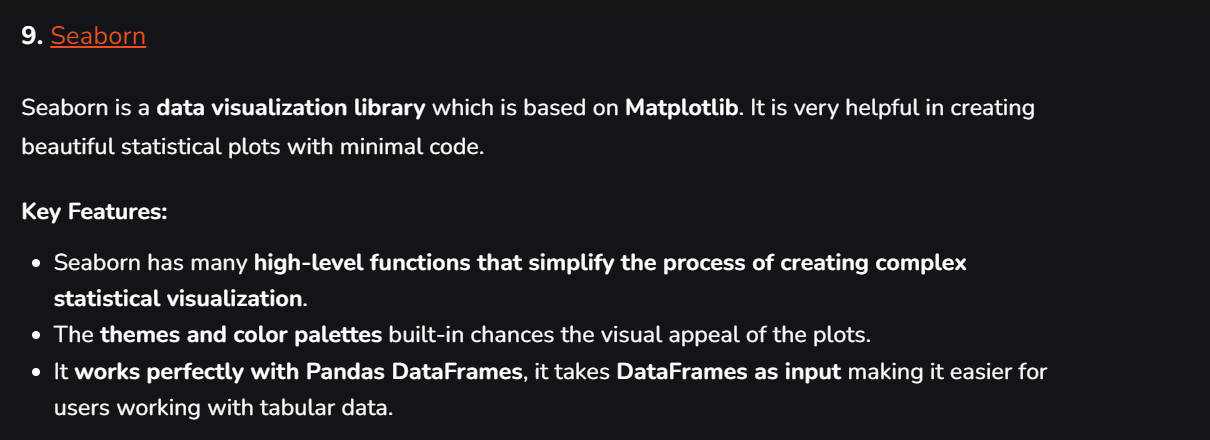 9. Seaborn
Seaborn is a data visualization library which is based on Matplotlib. It is very helpful in creating
beautiful statistical plots with minimal code.
Key Features:
• Seaborn has many high-level functions that simplify the process of creating complex
statistical visualization.
• The themes and color palettes built-in chances the visual appeal of the plots.
• It works perfectly with Pandas DataFrames, it takes DataFrames as input making it easier for
users working with tabular data.